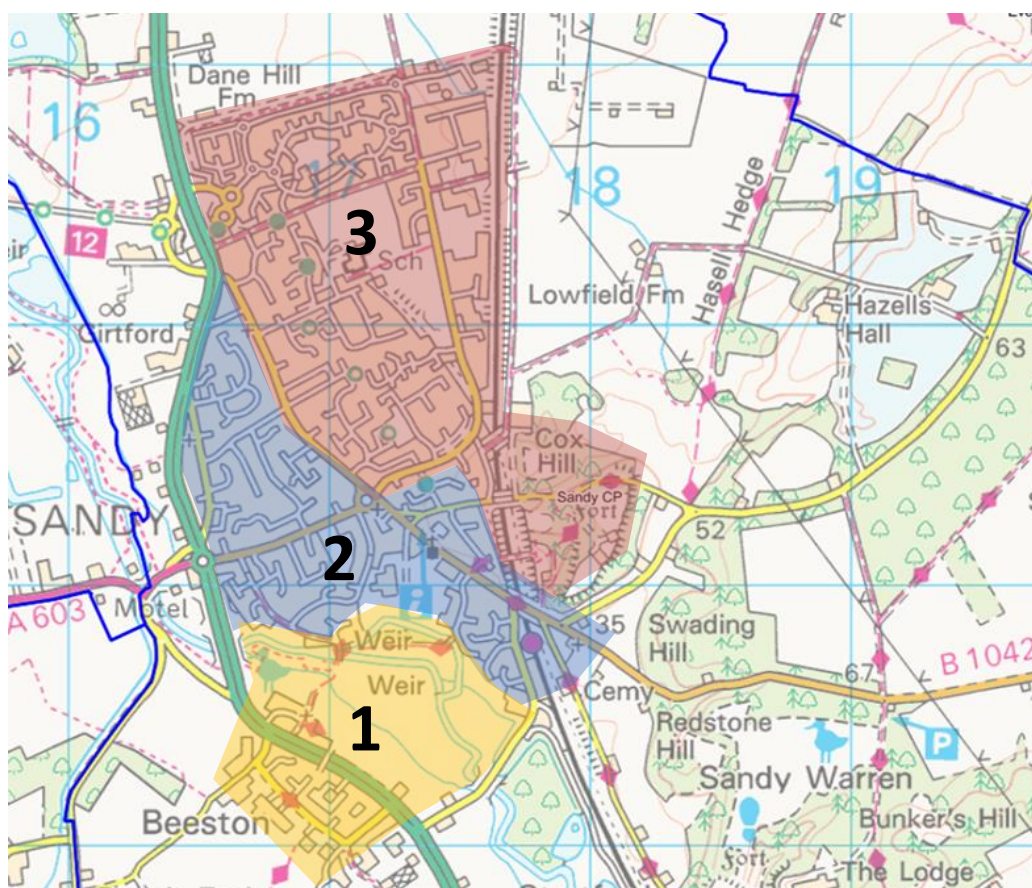 Dane Hill
Fm
16
17
18
19
3
12
Sch
Hasell Hedge
Lowfield Fm
Hazells
Hall
Girtford
63
Cox
Hill
Sandy CP
fort
SANDY
52
2
A 603
Motel
35
Swading
Hill
Weir
Weir
B 1042
67
Cemy
1
Redstone
Hill
P
Sandy Warren
Beeston
Bunker's Hill
fort
The Lodge